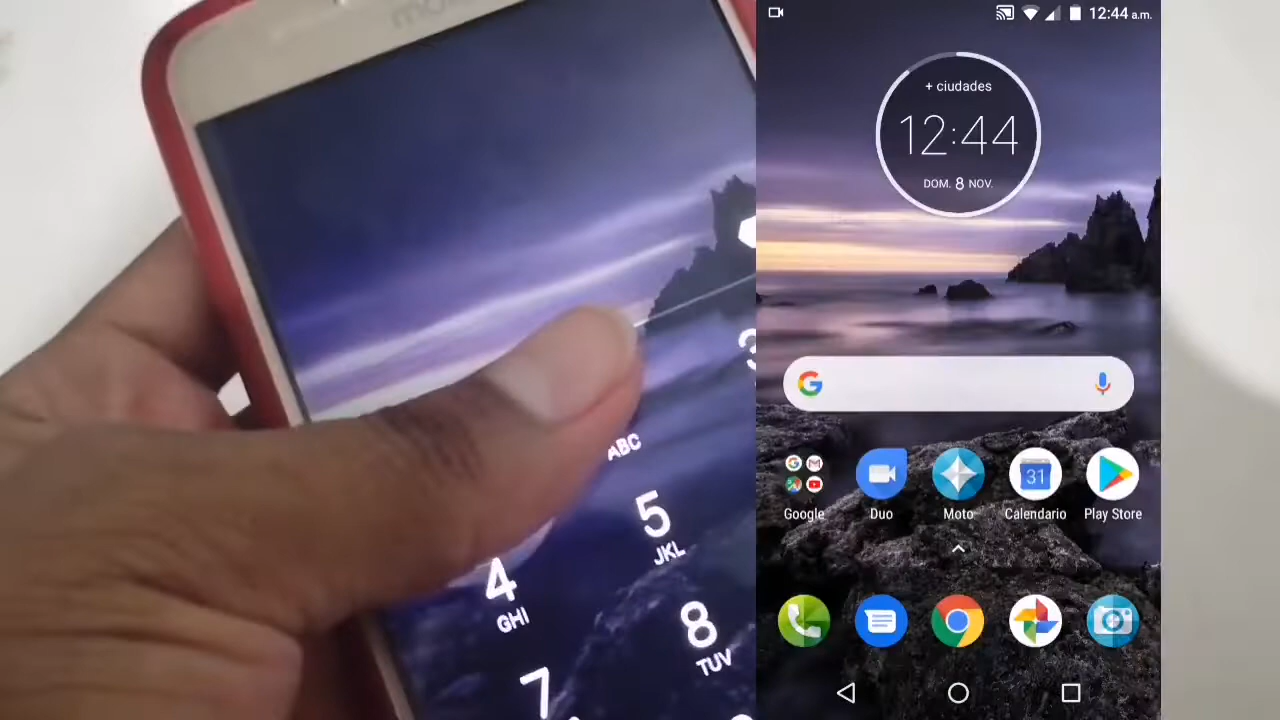 ABC
3
4
GHI
5
JKL
7
8
TUV
12:44 a.m.
+ ciudades
12:44
DOM. 8 NOV.
G
31
Google
Duo
Moto
Calendario
Play Store